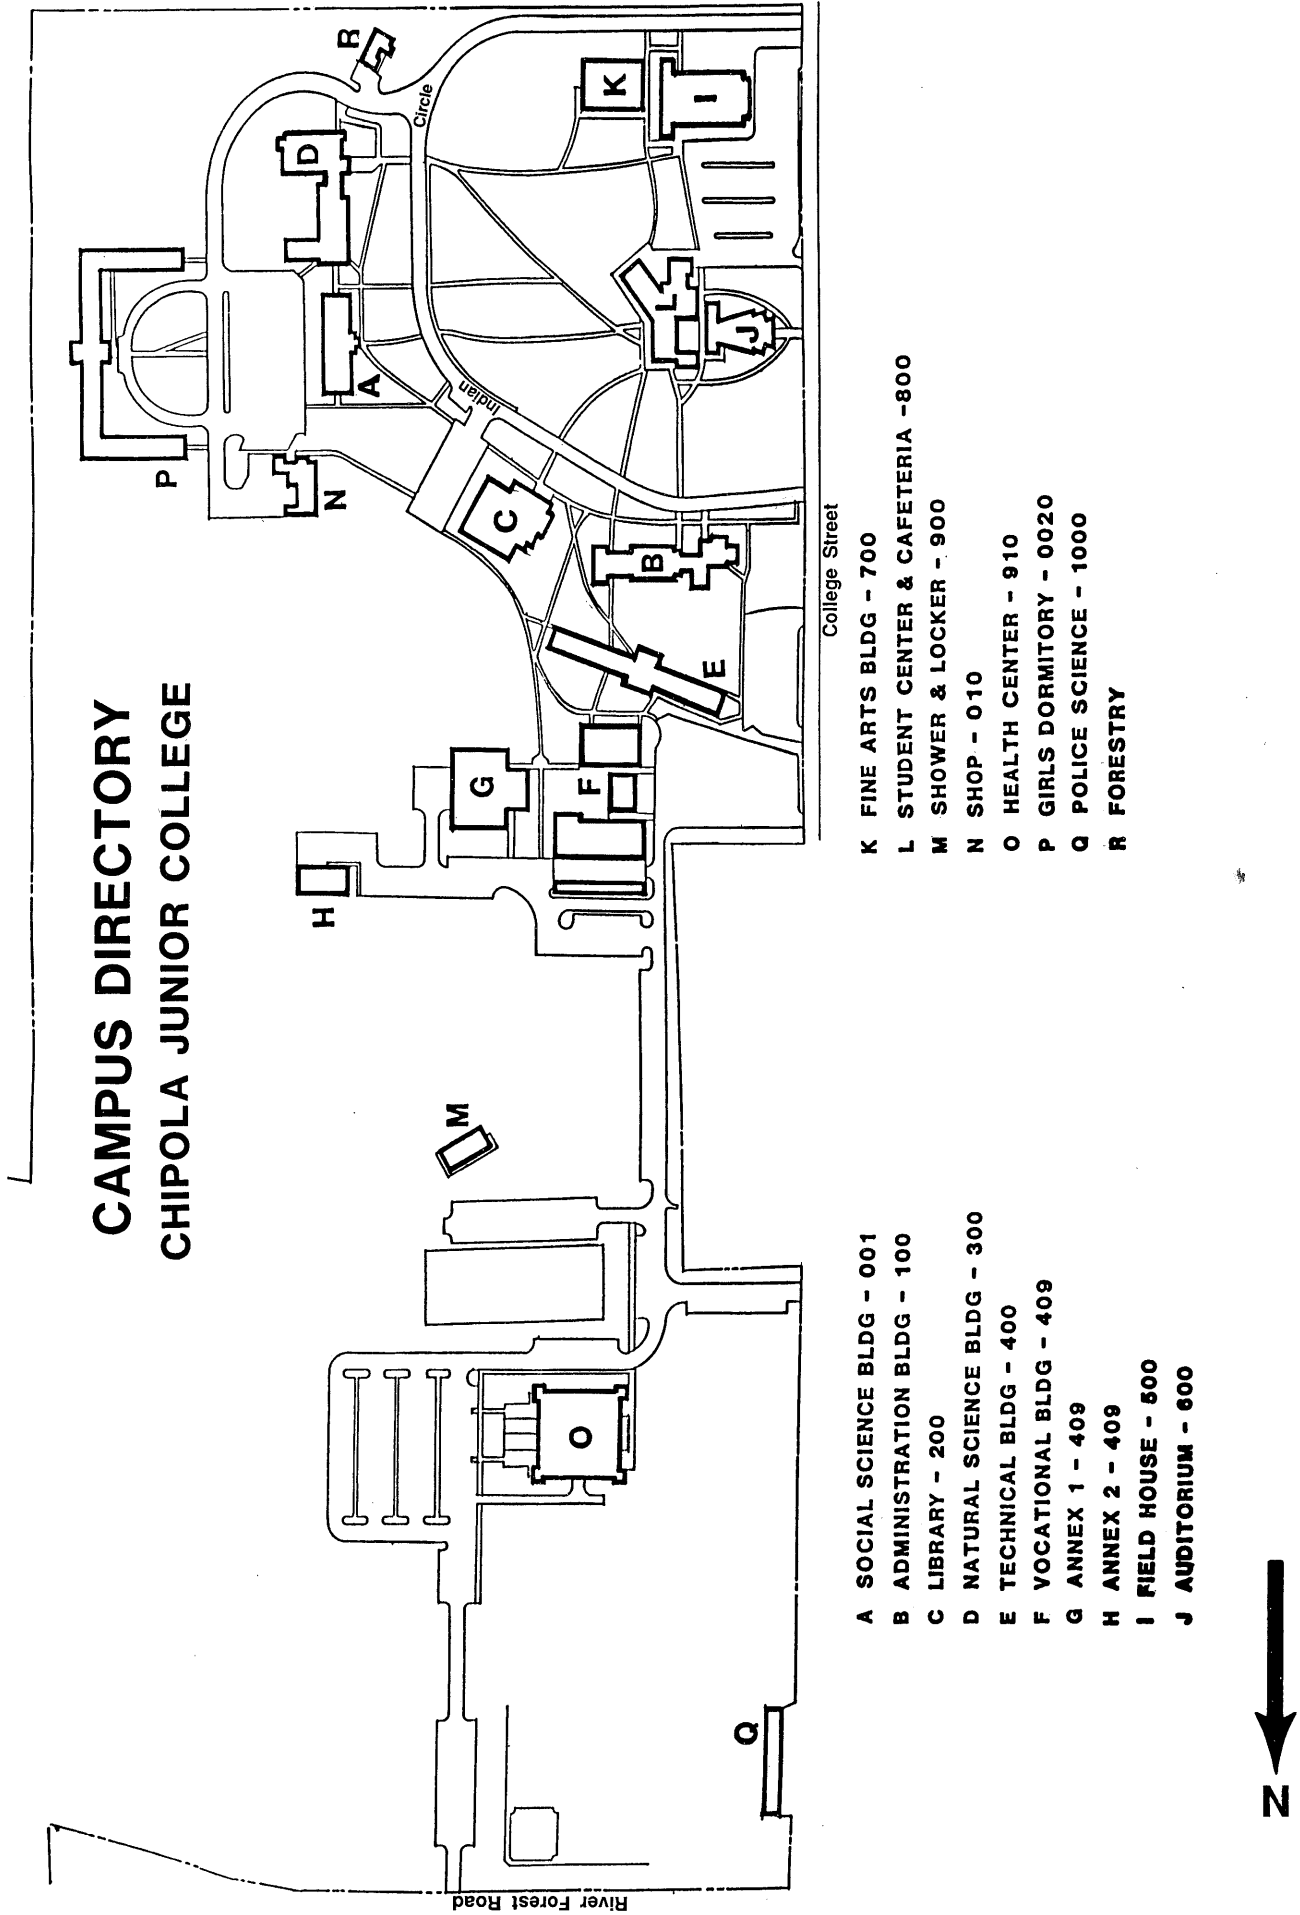 CAMPUS DIRECTORY
CHIPOLA JUNIOR COLLEGE
River Forest Road
Q
O
M
H
G
F
E
B
C
N
P
A
D
R
K
I
L
J
Indian
Circle
College Street
A SOCIAL SCIENCE BLDG - 001
B ADMINISTRATION BLDG - 100
C LIBRARY - 200
D NATURAL SCIENCE BLDG - 300
E TECHNICAL BLDG - 400
F VOCATIONAL BLDG - 409
G ANNEX 1 - 409
H ANNEX 2 - 409
I FIELD HOUSE - 500
J AUDITORIUM - 600
K FINE ARTS BLDG - 700
L STUDENT CENTER & CAFETERIA - 800
M SHOWER & LOCKER - 900
N SHOP - 010
O HEALTH CENTER - 910
P GIRLS DORMITORY - 0020
Q POLICE SCIENCE - 1000
R FORESTRY
N